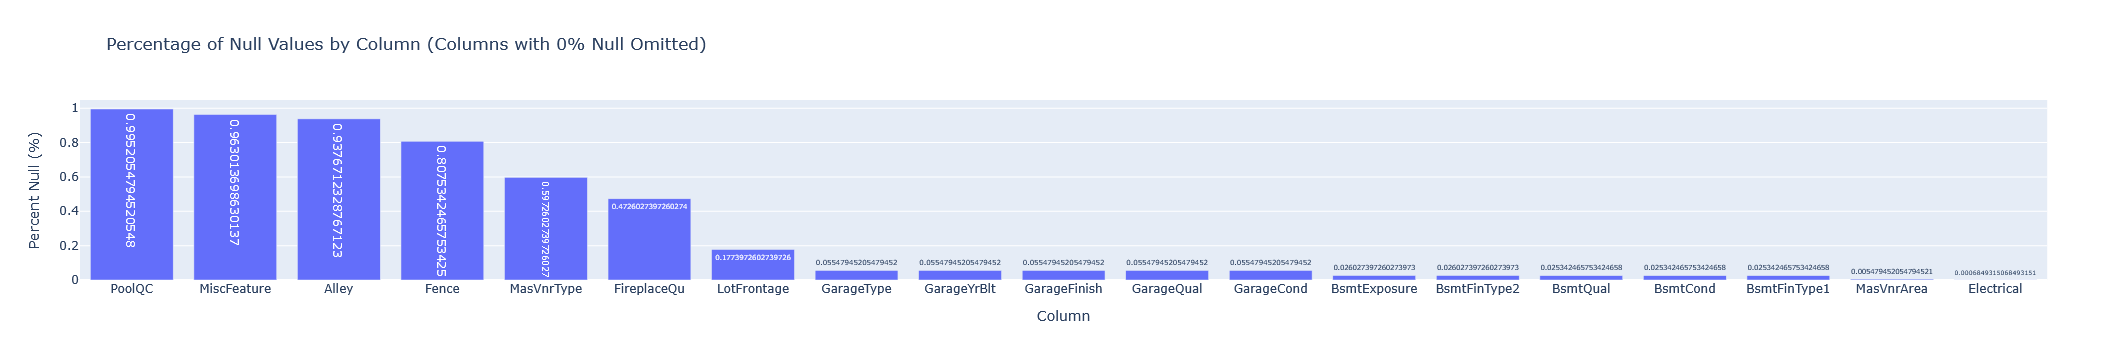 Percentage of Null Values by Column (Columns with 0% Null Omitted)
Percent Null (%)
1
0.8
0.6
0.4
0.2
0
0.9952054794520548
0.963013698630137
0.9376712328767123
0.8075342465753425
0.5972602739726027
0.4726027397260274
0.1773972602739726
0.05547945205479452
0.05547945205479452
0.05547945205479452
0.05547945205479452
0.05547945205479452
0.026027397260273973
0.026027397260273973
0.025342465753424658
0.025342465753424658
0.025342465753424658
0.005479452054794521
0.0006849315068493151
PoolQC
MiscFeature
Alley
Fence
MasVnrType
FireplaceQu
LotFrontage
GarageType
GarageYrBlt
GarageFinish
GarageQual
GarageCond
BsmtExposure
BsmtFinType2
BsmtQual
BsmtCond
BsmtFinType1
MasVnrArea
Electrical
Column